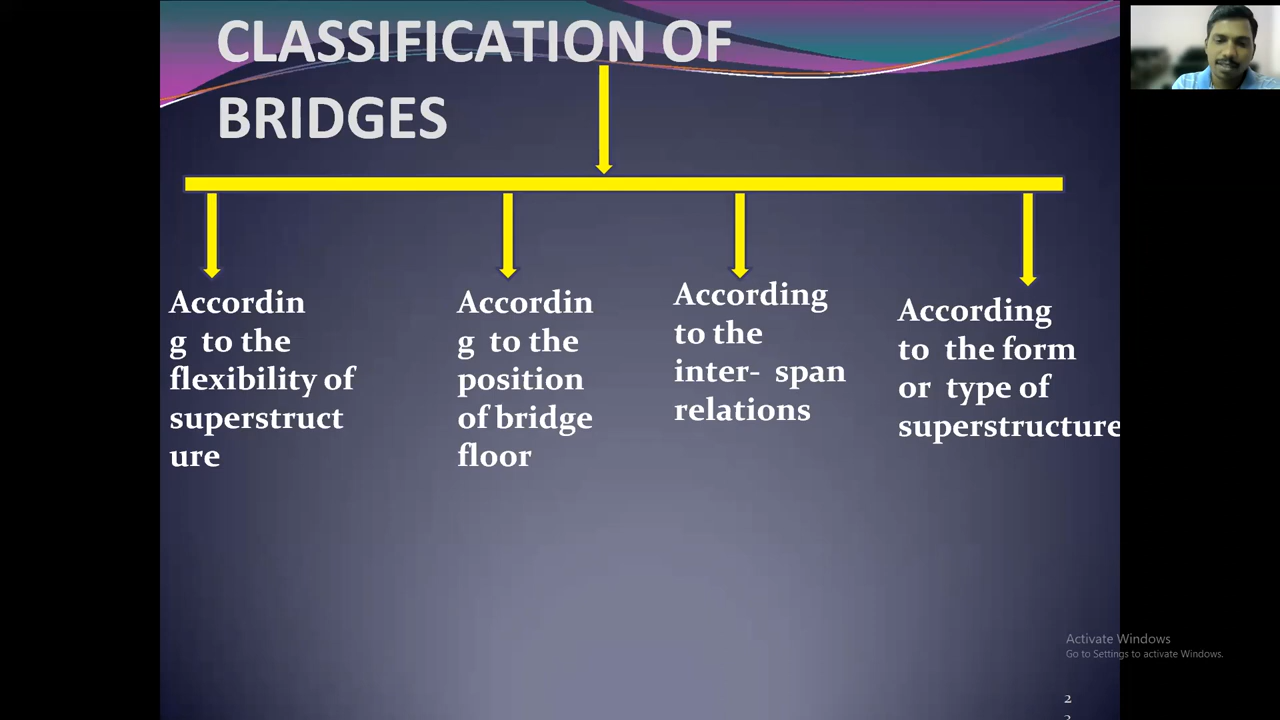 CLASSIFICATION OF
BRIDGES
Accordin
g to the
flexibility of
superstruct
ure
Accordin
g to the
position
of bridge
floor
According
to the
inter- span
relations
According
to the form
or type of
superstructure
Activate Windows
Go to Settings to activate Windows.
2